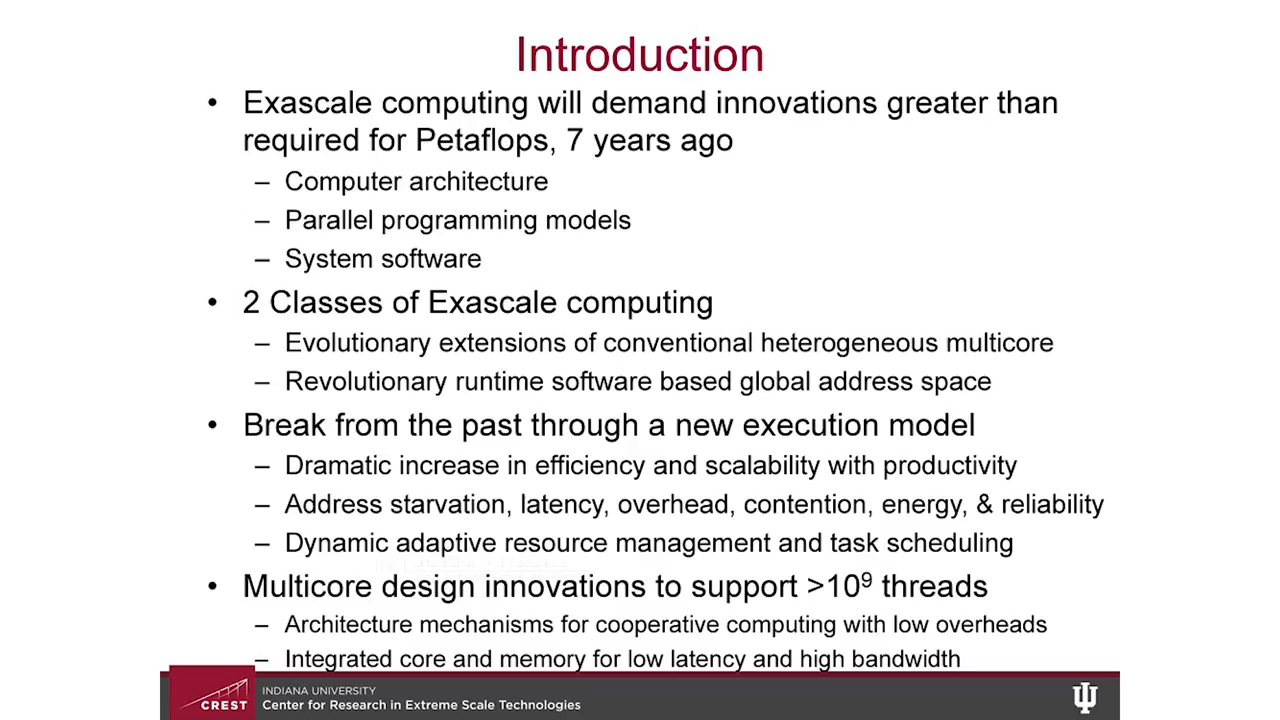 Introduction
• Exascale computing will demand innovations greater than
required for Petaflops, 7 years ago
– Computer architecture
– Parallel programming models
– System software
• 2 Classes of Exascale computing
– Evolutionary extensions of conventional heterogeneous multicore
– Revolutionary runtime software based global address space
• Break from the past through a new execution model
– Dramatic increase in efficiency and scalability with productivity
– Address starvation, latency, overhead, contention, energy, & reliability
– Dynamic adaptive resource management and task scheduling
• Multicore design innovations to support >10⁹ threads
– Architecture mechanisms for cooperative computing with low overheads
– Integrated core and memory for low latency and high bandwidth
CREST
INDIANA UNIVERSITY
Center for Research in Extreme Scale Technologies